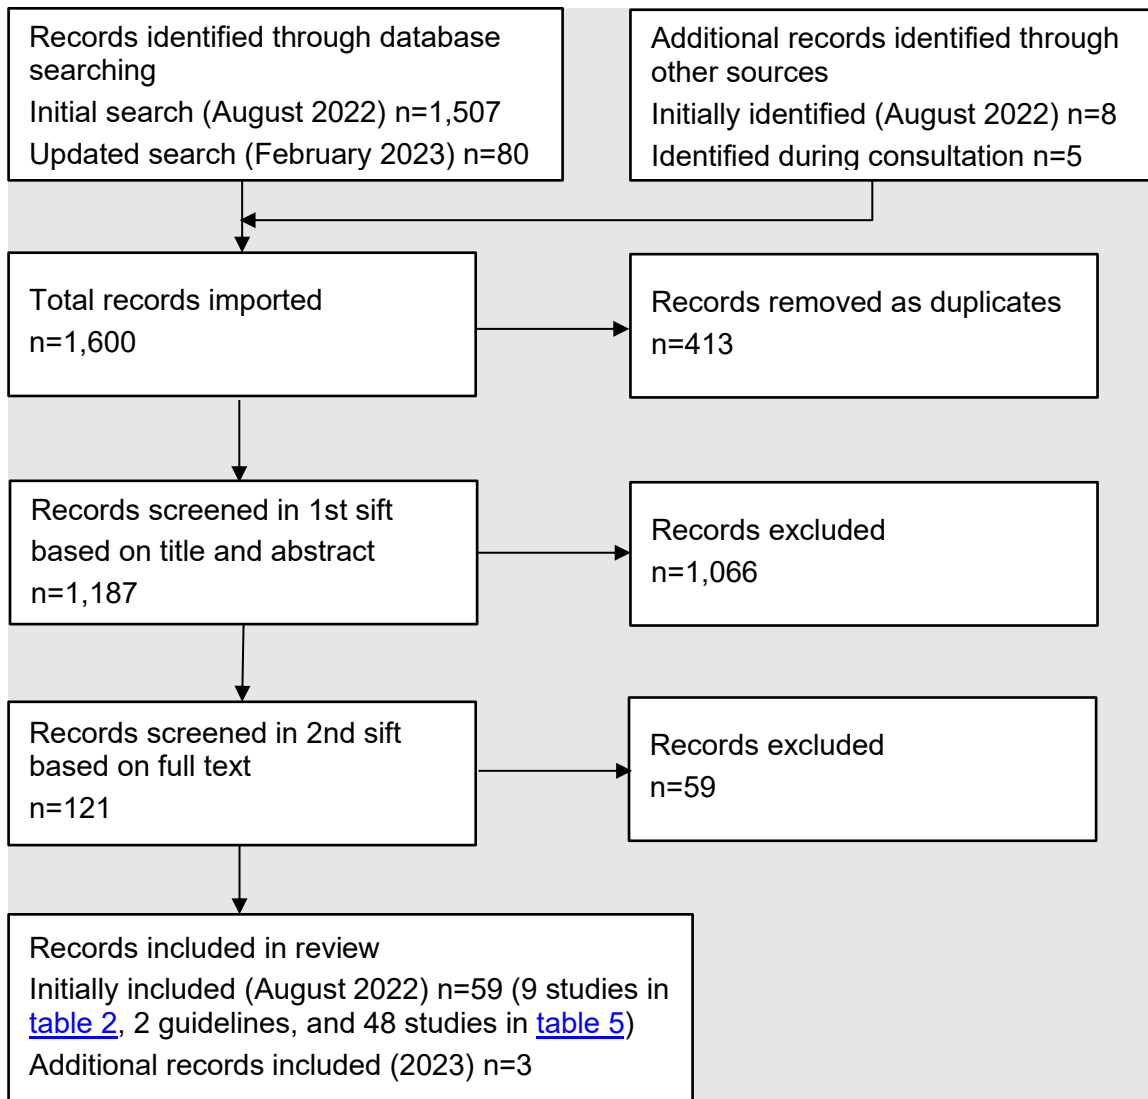 Records identified through database
searching
Initial search (August 2022) n=1,507
Updated search (February 2023) n=80
Additional records identified through
other sources
Initially identified (August 2022) n=8
Identified during consultation n=5
Total records imported
n=1,600
Records removed as duplicates
n=413
Records screened in 1st sift
based on title and abstract
n=1,187
Records excluded
n=1,066
Records screened in 2nd sift
based on full text
n=121
Records excluded
n=59
Records included in review
Initially included (August 2022) n=59 (9 studies in
table 2, 2 guidelines, and 48 studies in table 5)
Additional records included (2023) n=3